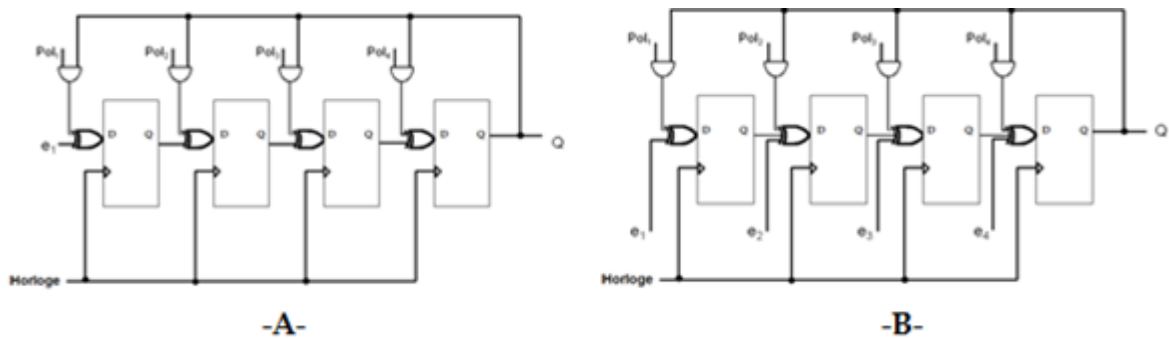 Pol₁ Pol₂ Pol₃ Pol₄
D Q D Q D Q D Q
e₁
Q
Horloge
-A-
Pol₁ Pol₂ Pol₃ Pol₄
D Q D Q D Q D Q
Q
e₁ e₂ e₃ e₄
Horloge
-B-